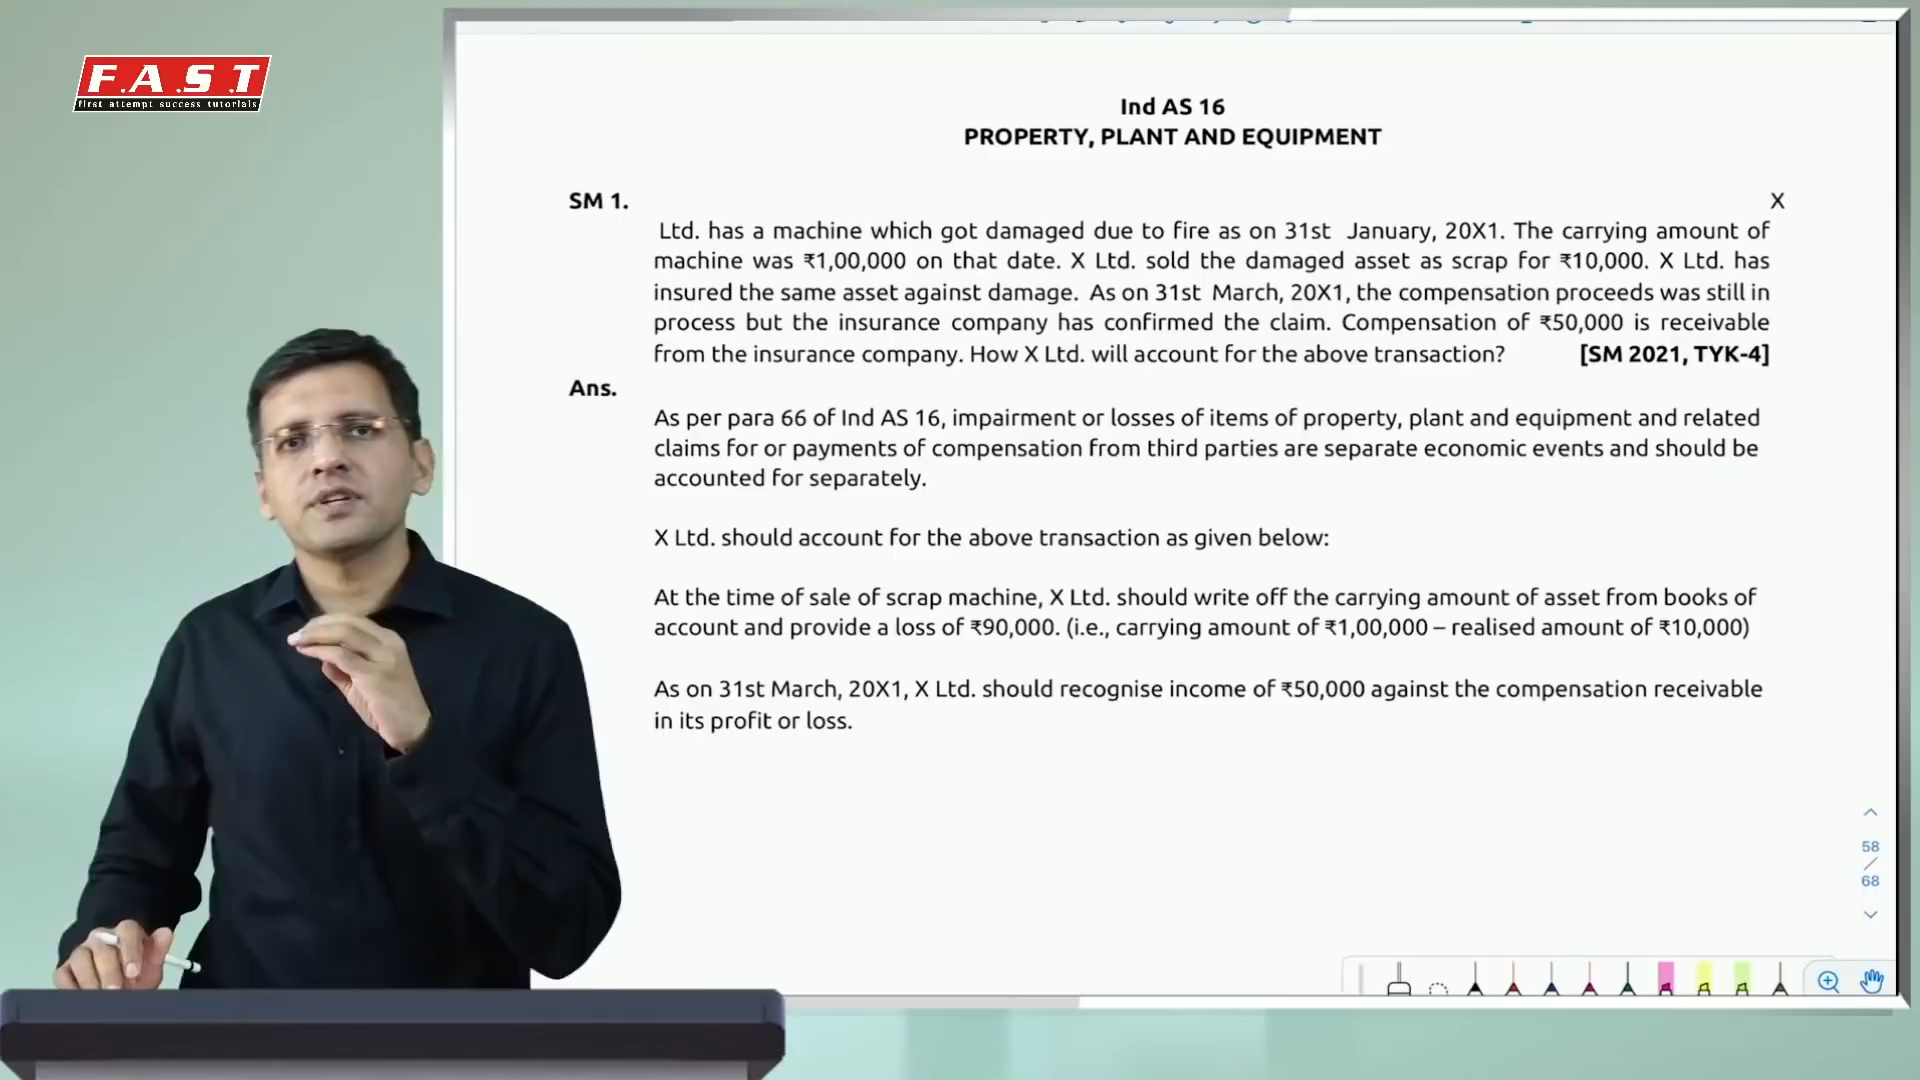 F.A.S.T
first attempt success tutorials
Ind AS 16
PROPERTY, PLANT AND EQUIPMENT
SM 1. X
Ltd. has a machine which got damaged due to fire as on 31st January, 20X1. The carrying amount of
machine was ₹1,00,000 on that date. X Ltd. sold the damaged asset as scrap for ₹10,000. X Ltd. has
insured the same asset against damage. As on 31st March, 20X1, the compensation proceeds was still in
process but the insurance company has confirmed the claim. Compensation of ₹50,000 is receivable
from the insurance company. How X Ltd. will account for the above transaction? [SM 2021, TYK-4]
Ans.
As per para 66 of Ind AS 16, impairment or losses of items of property, plant and equipment and related
claims for or payments of compensation from third parties are separate economic events and should be
accounted for separately.
X Ltd. should account for the above transaction as given below:
At the time of sale of scrap machine, X Ltd. should write off the carrying amount of asset from books of
account and provide a loss of ₹90,000. (i.e., carrying amount of ₹1,00,000 – realised amount of ₹10,000)
As on 31st March, 20X1, X Ltd. should recognise income of ₹50,000 against the compensation receivable
in its profit or loss.
58
/
68